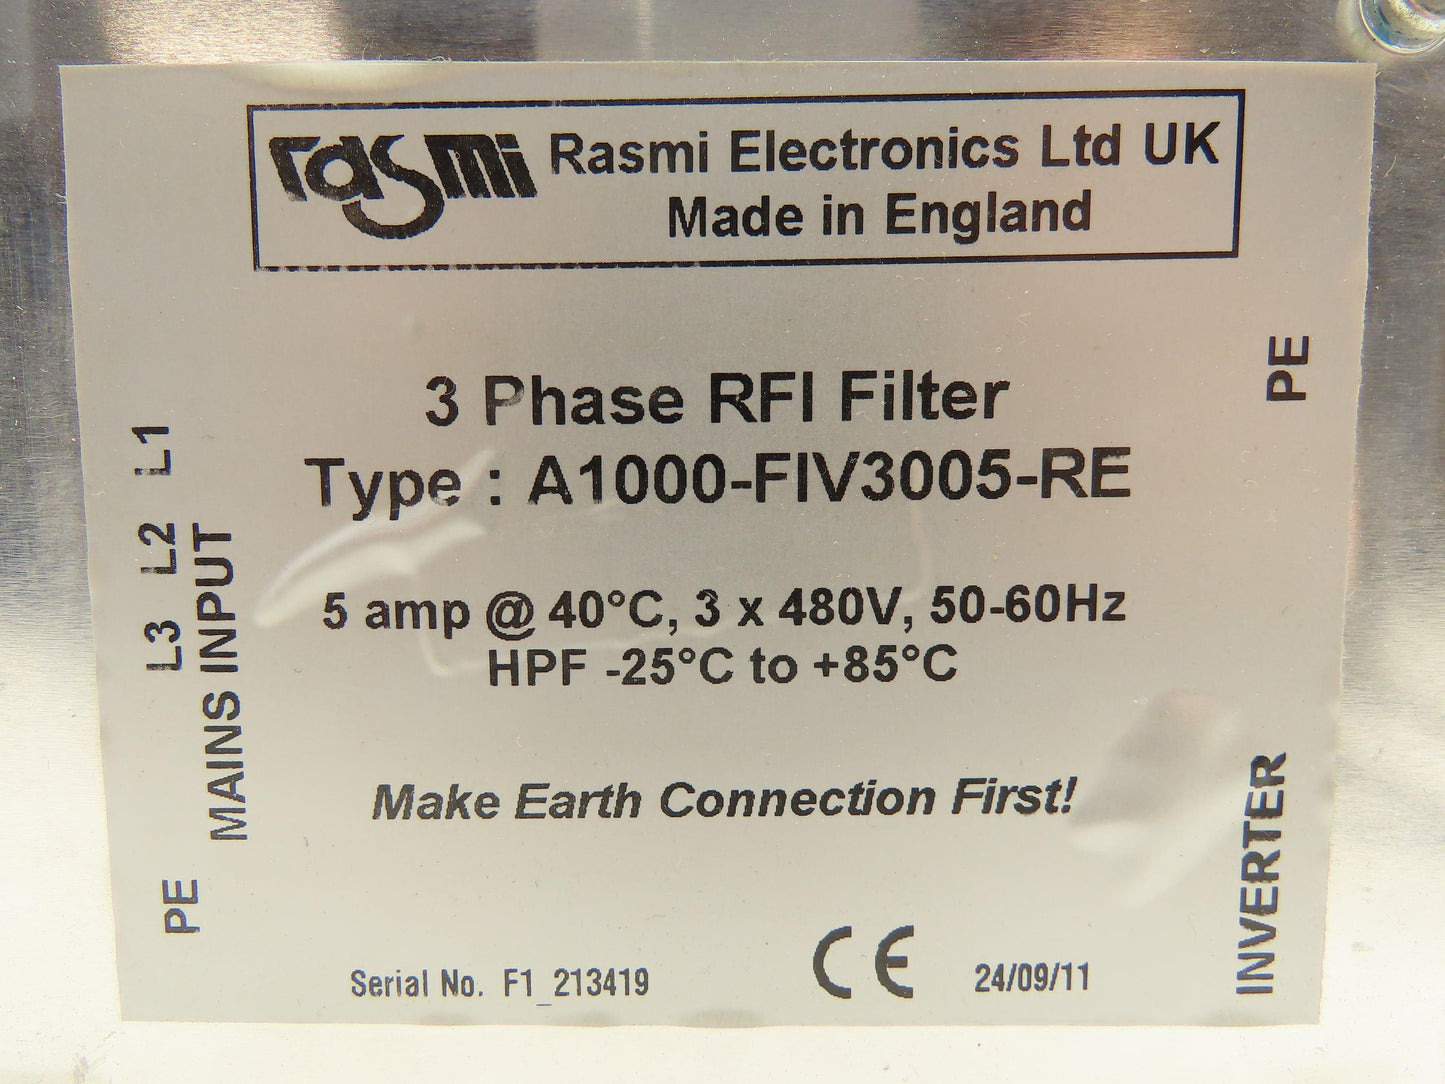 rasmi Rasmi Electronics Ltd UK
Made in England
PE
3 Phase RFI Filter
Type : A1000-FIV3005-RE
L3 L2 L1
MAINS INPUT
5 amp @ 40°C, 3 x 480V, 50-60Hz
HPF -25°C to +85°C
Make Earth Connection First!
INVERTER
PE
Serial No. F1_213419
CE
24/09/11